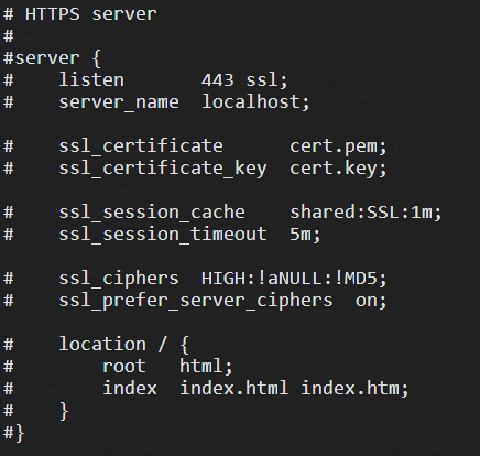 # HTTPS server
#
#server {
#    listen       443 ssl;
#    server_name  localhost;

#    ssl_certificate      cert.pem;
#    ssl_certificate_key  cert.key;

#    ssl_session_cache    shared:SSL:1m;
#    ssl_session_timeout  5m;

#    ssl_ciphers  HIGH:!aNULL:!MD5;
#    ssl_prefer_server_ciphers  on;

#    location / {
#        root   html;
#        index  index.html index.htm;
#    }
#}